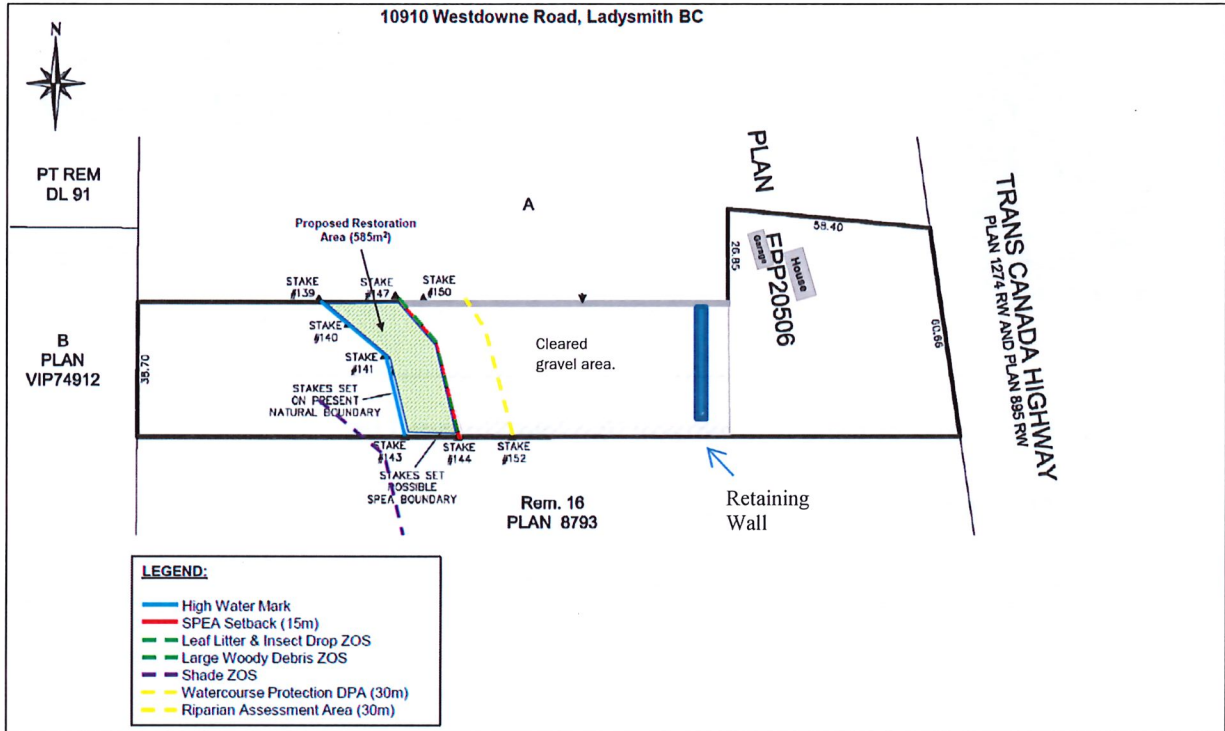 10910 Westdowne Road, Ladysmith BC
N
PT REM
DL 91
B
PLAN
VIP74912
A
PLAN
EPP20506
Garage
House
TRANS CANADA HIGHWAY
PLAN 1274 RW AND PLAN 895 RW
58.40
26.85
60.66
38.70
Proposed Restoration
Area (585m²)
STAKE
#139
STAKE
#147
STAKE
#150
STAKE
#140
STAKE
#141
STAKES SET
ON PRESENT
NATURAL BOUNDARY
Cleared
gravel area.
STAKE
#143
STAKE
#144
STAKE
#152
STAKES SET
POSSIBLE
SPEA BOUNDARY
Rem. 16
PLAN 8793
Retaining
Wall
LEGEND:
High Water Mark
SPEA Setback (15m)
Leaf Litter & Insect Drop ZOS
Large Woody Debris ZOS
Shade ZOS
Watercourse Protection DPA (30m)
Riparian Assessment Area (30m)